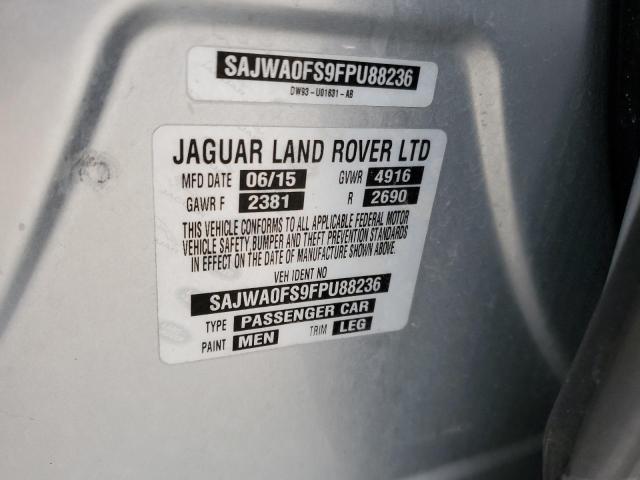 SAJWA0FS9FPU88236
DW93-U01631-AB
JAGUAR LAND ROVER LTD
MFD DATE 06/15 GVWR 4916
GAWR F 2381 R 2690
THIS VEHICLE CONFORMS TO ALL APPLICABLE FEDERAL MOTOR
VEHICLE SAFETY, BUMPER AND THEFT PREVENTION STANDARDS
IN EFFECT ON THE DATE OF MANUFACTURE SHOWN ABOVE.
VEH IDENT NO
SAJWA0FS9FPU88236
TYPE PASSENGER CAR
PAINT MEN TRIM LEG